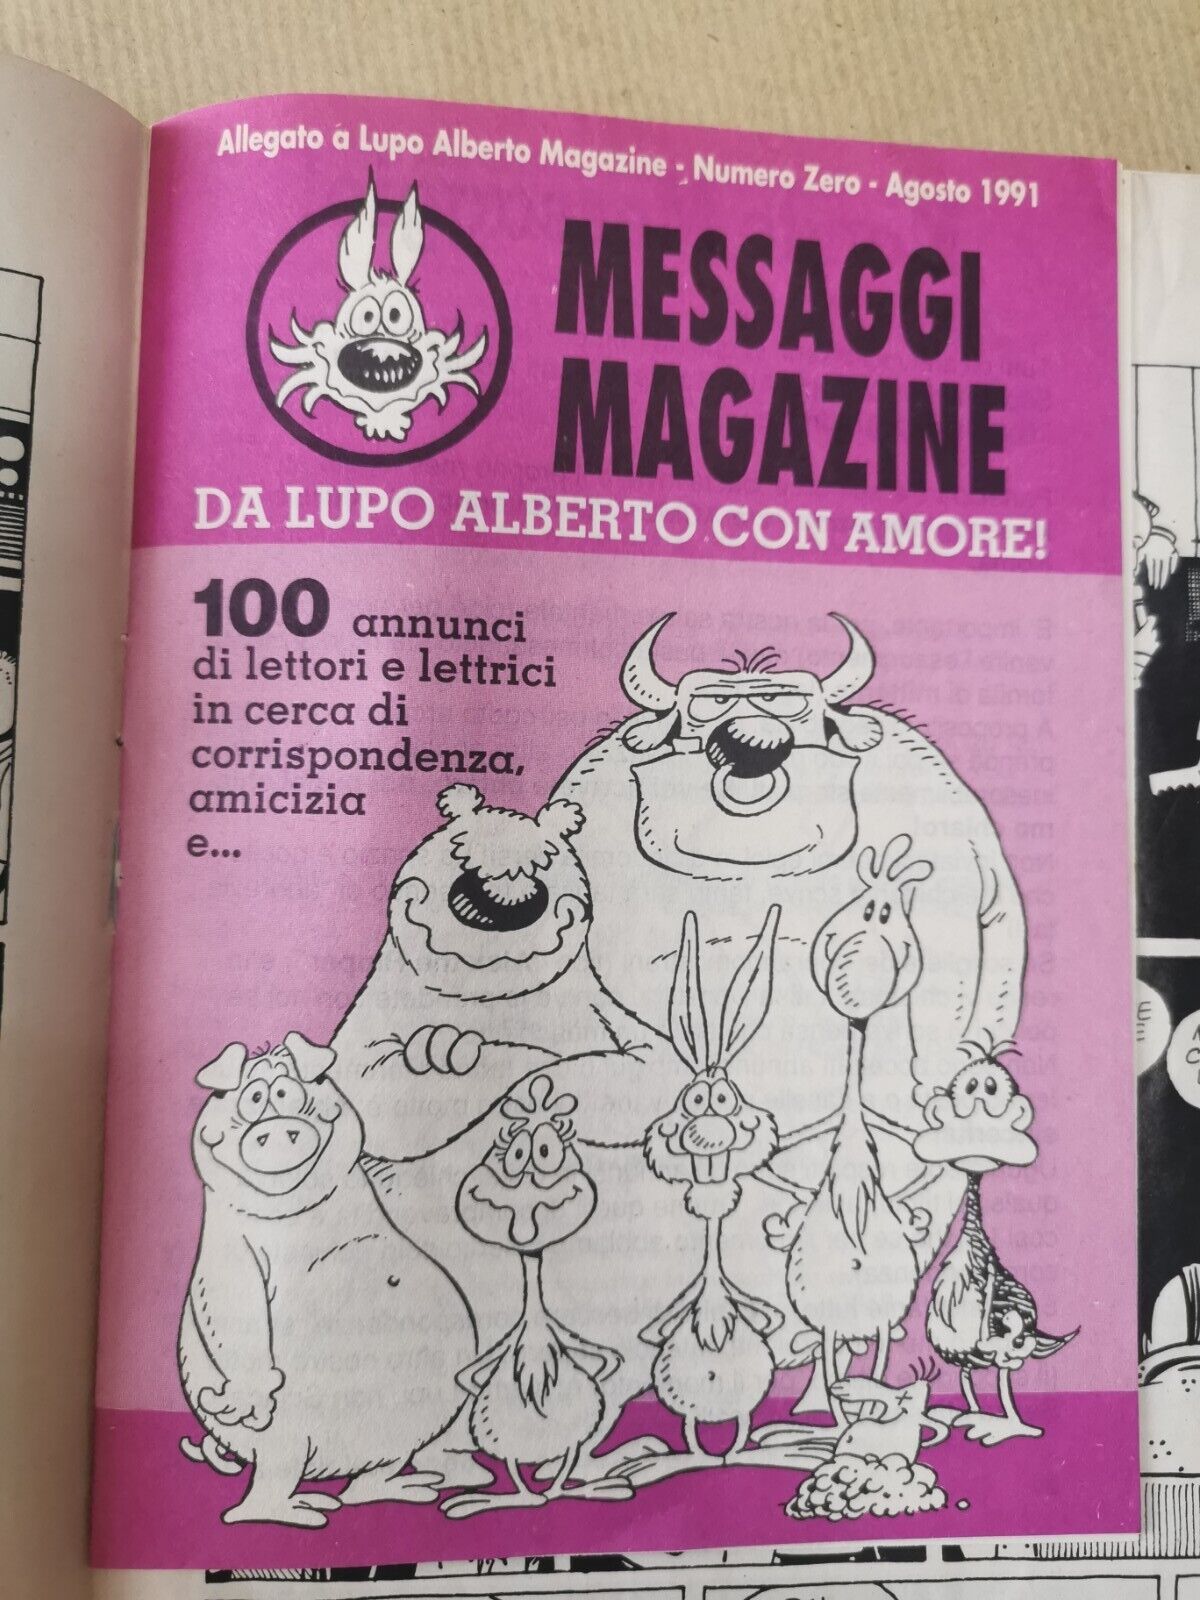 Allegato a Lupo Alberto Magazine - Numero Zero - Agosto 1991
MESSAGGI
MAGAZINE
DA LUPO ALBERTO CON AMORE!
100 annunci
di lettori e lettrici
in cerca di
corrispondenza,
amicizia
e...